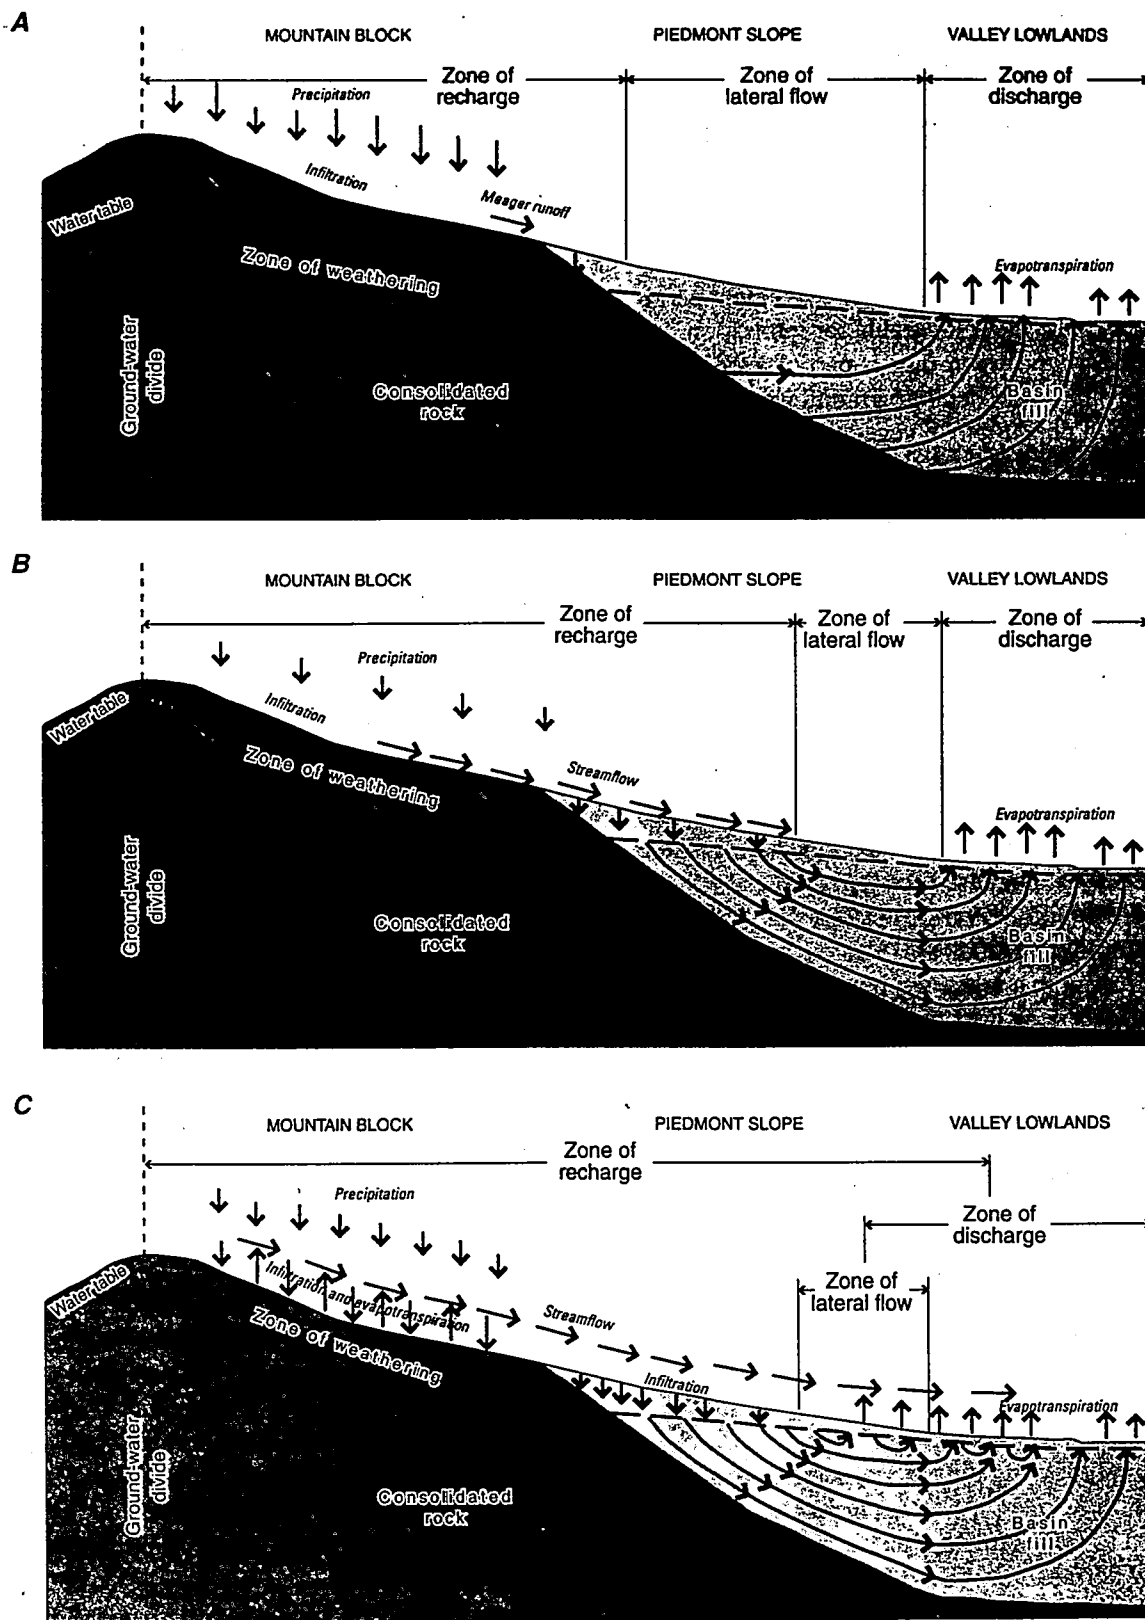 A
MOUNTAIN BLOCK
PIEDMONT SLOPE
VALLEY LOWLANDS
Zone of
recharge
Zone of
lateral flow
Zone of
discharge
Precipitation
Infiltration
Meager runoff
Water table
Zone of weathering
Evapotranspiration
Ground-water
divide
Consolidated
rock
Basin
fill
B
MOUNTAIN BLOCK
PIEDMONT SLOPE
VALLEY LOWLANDS
Zone of
recharge
Zone of
lateral flow
Zone of
discharge
Precipitation
Infiltration
Water table
Zone of weathering
Streamflow
Evapotranspiration
Ground-water
divide
Consolidated
rock
Basin
fill
C
MOUNTAIN BLOCK
PIEDMONT SLOPE
VALLEY LOWLANDS
Zone of
recharge
Zone of
discharge
Precipitation
Zone of
lateral flow
Infiltration and evapotranspiration
Water table
Zone of weathering
Streamflow
Infiltration
Evapotranspiration
Ground-water
divide
Consolidated
rock
Basin
fill